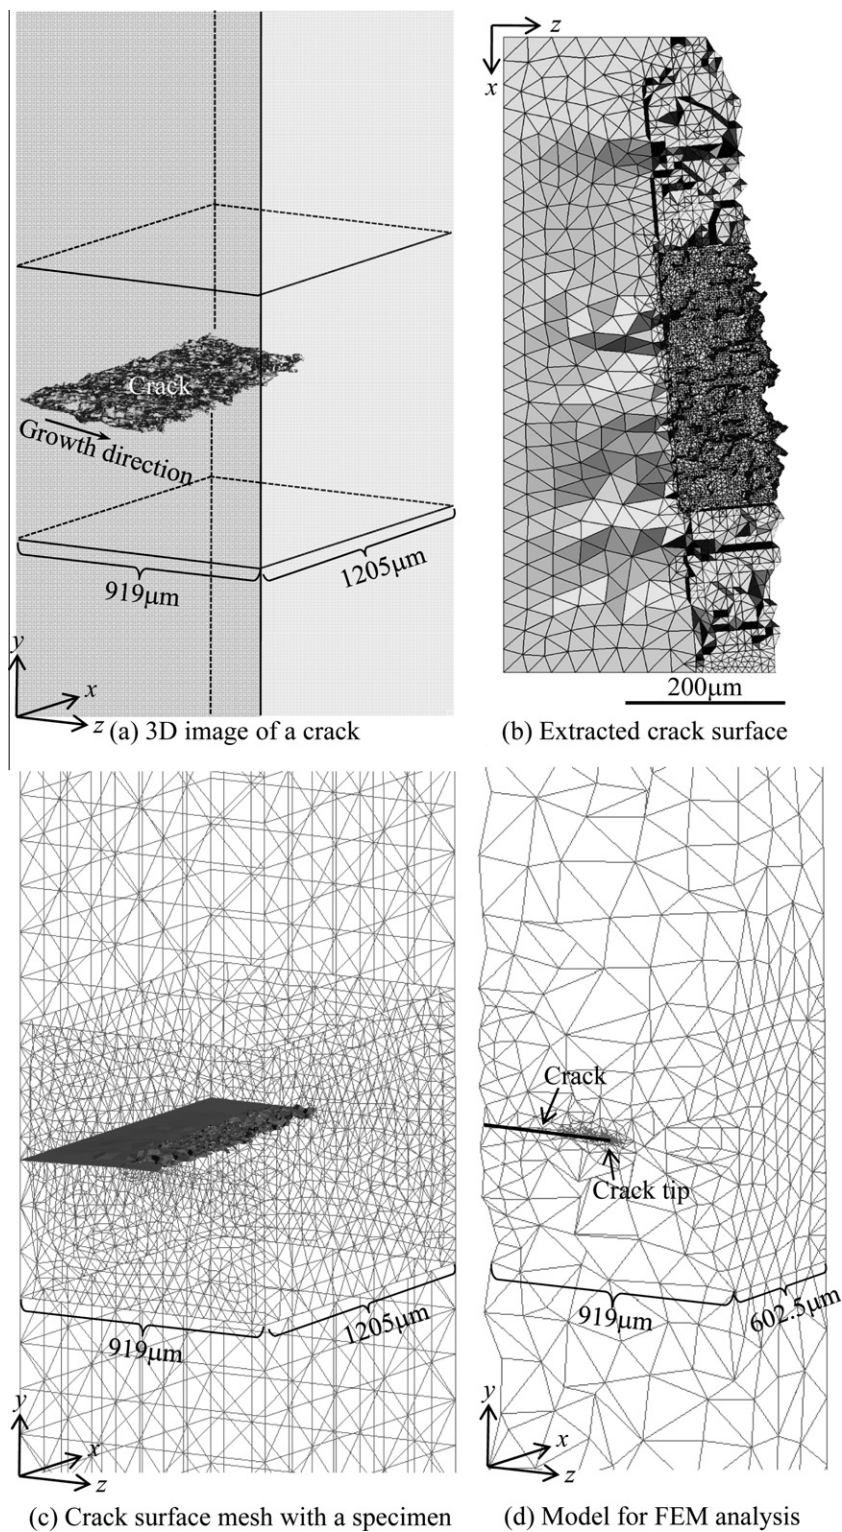 Crack
Growth direction
919μm
1205μm
y
x
z
(a) 3D image of a crack
z
x
200μm
(b) Extracted crack surface
919μm
1205μm
y
x
z
(c) Crack surface mesh with a specimen
Crack
Crack tip
919μm
602.5μm
y
x
z
(d) Model for FEM analysis